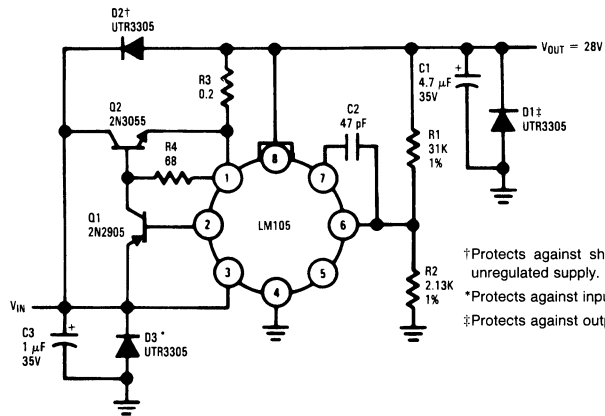 D2†
UTR3305
VOUT = 28V
R3
0.2
C1
4.7 µF
35V
+
D1‡
UTR3305
Q2
2N3055
C2
47 pF
R4
68
R1
31K
1%
1
8
7
Q1
2N2905
2
LM105
6
3
4
5
R2
2.13K
1%
†Protects against sh
unregulated supply.
*Protects against inpu
‡Protects against outp
VIN
C3
1 µF
35V
+
D3 *
UTR3305